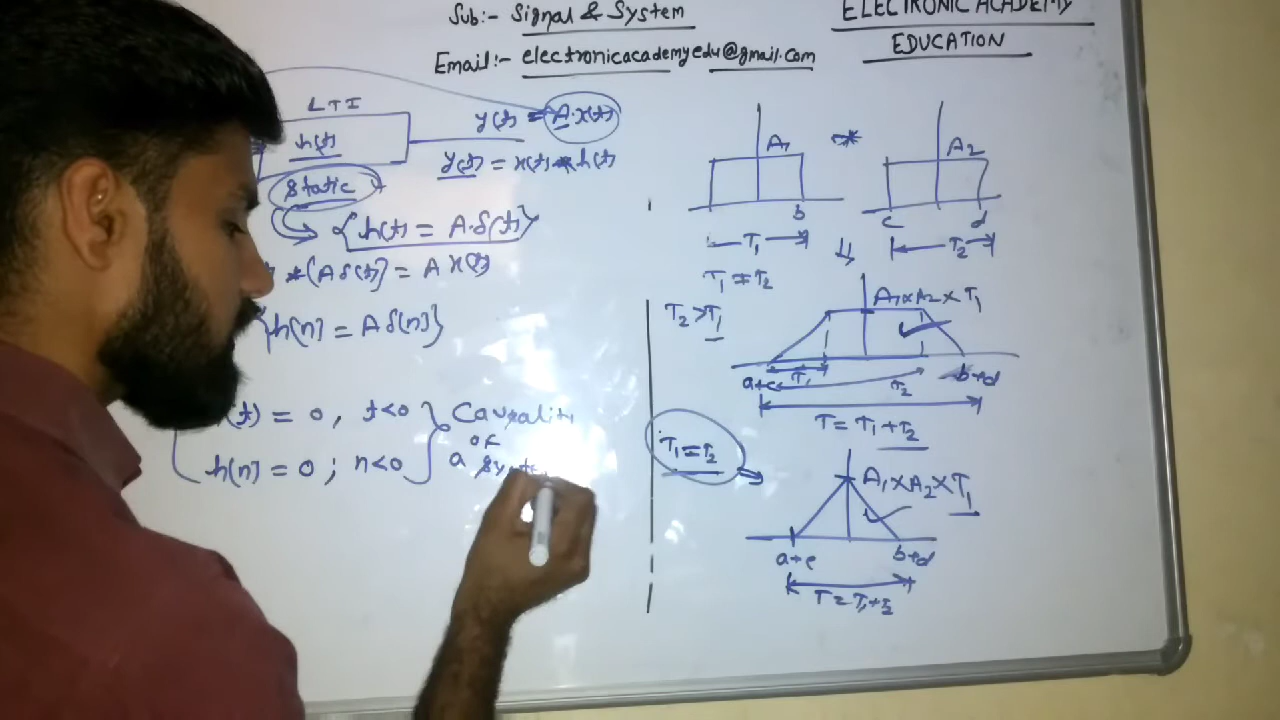 Sub:- Signal & System
Email:- electronicacademyedu@gmail.com
ELECTRONIC ACADEMY
EDUCATION
LTI
h(t)
y(t) = A.x(t)
y(t) = x(t) * h(t)
Static
{h(t) = A.δ(t)}
*(Aδ(t)) = A x(t)
{h(n) = A δ(n)}
(t) = 0, t<0
h(n) = 0 ; n<0
Causality
of
a syste
A1
*
A2
b
c
d
T1
T2
T1 ≠ T2
T2 > T1
A1 x A2 x T1
a+c
T1
T2
b+d
T = T1 + T2
T1 = T2
⇒
A1 x A2 x T1
a+c
b+d
T = T1 + T2